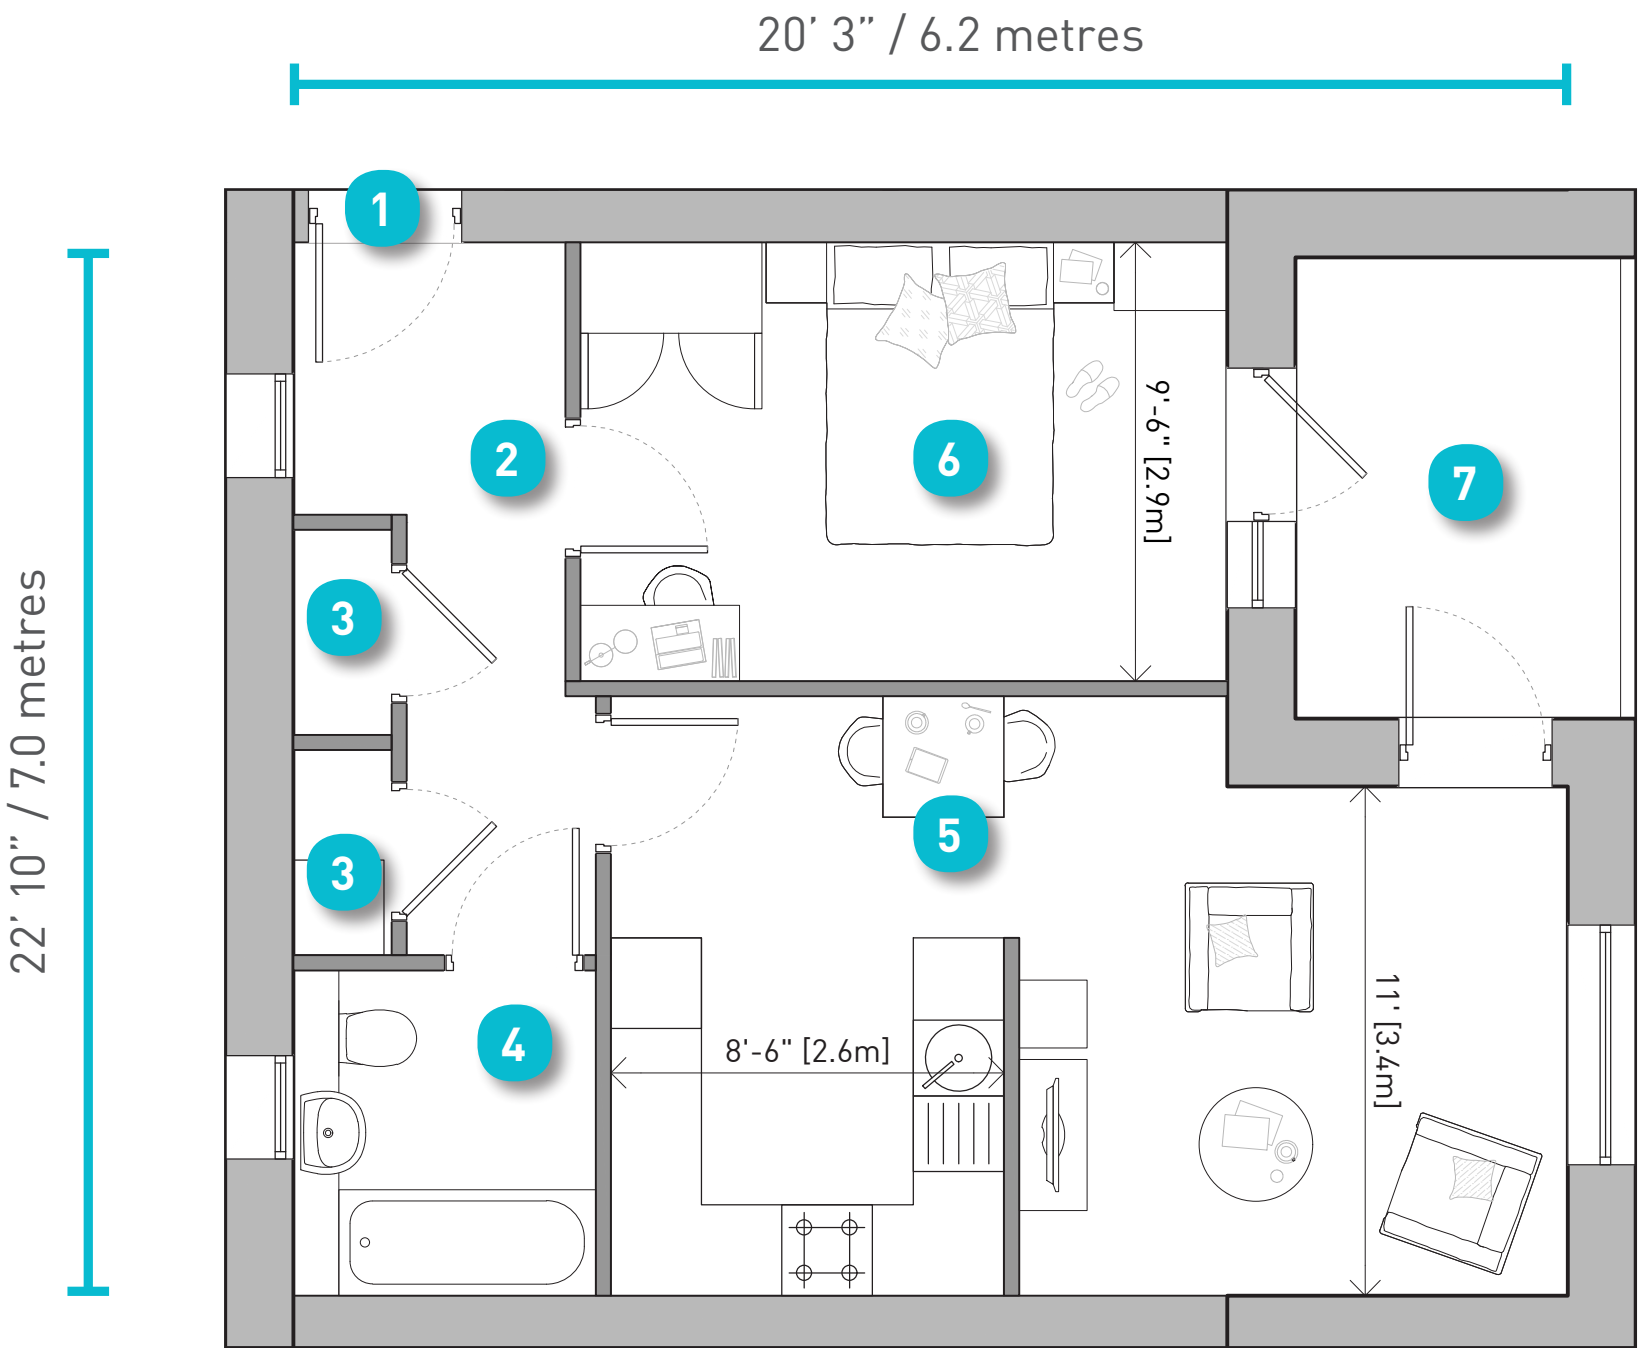 20’ 3” / 6.2 metres
1
2
6
9'-6" [2.9m]
7
22’ 10” / 7.0 metres
3
5
3
4
8'-6" [2.6m]
11' [3.4m]